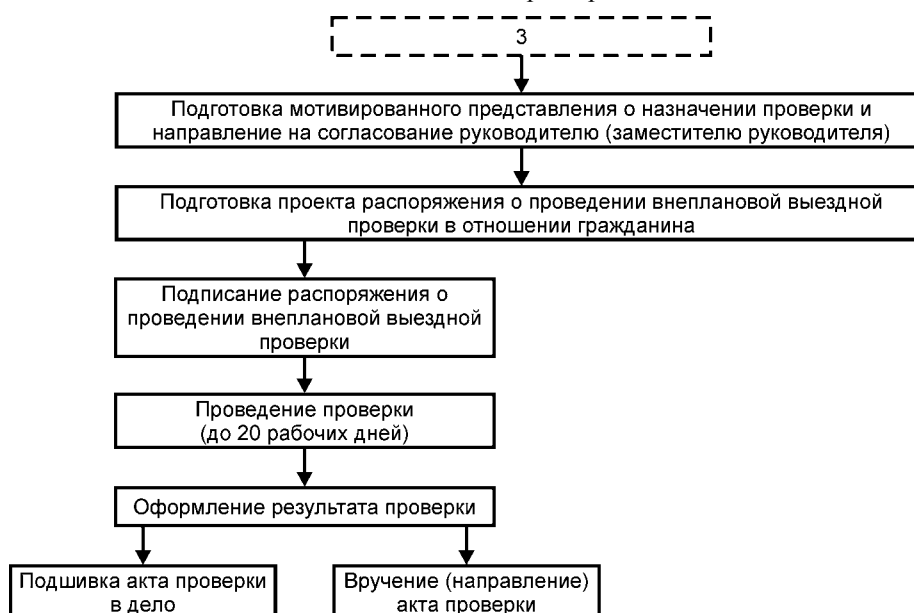 3
Подготовка мотивированного представления о назначении проверки и
направление на согласование руководителю (заместителю руководителя)
Подготовка проекта распоряжения о проведении внеплановой выездной
проверки в отношении гражданина
Подписание распоряжения о
проведении внеплановой выездной
проверки
Проведение проверки
(до 20 рабочих дней)
Оформление результата проверки
Подшивка акта проверки
в дело
Вручение (направление)
акта проверки